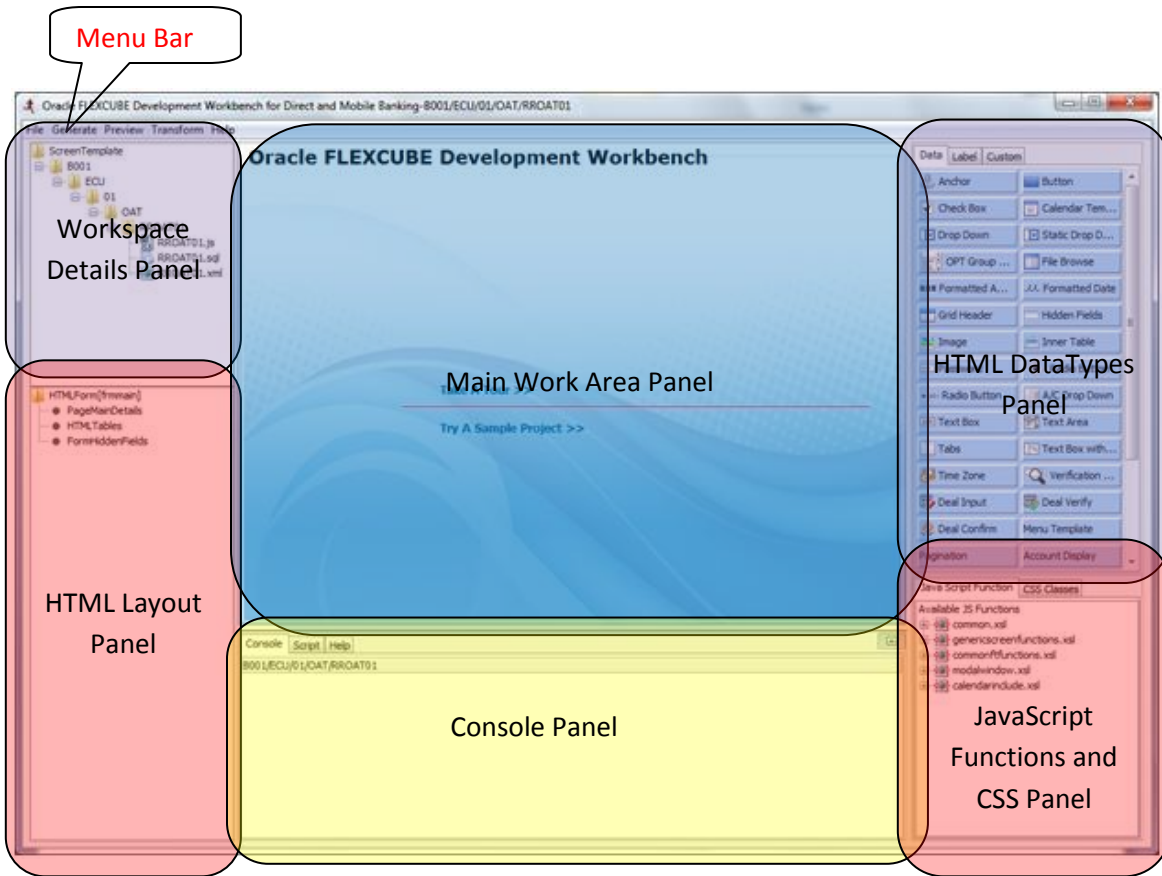 Menu Bar
Oracle FLEXCUBE Development Workbench for Direct and Mobile Banking-8001/ECU/01/OAT/RROAT01
File Generate Preview Transform Help
ScreenTemplate
8001
ECU
01
OAT
RROAT01.js
RROAT01.sql
.xml
Workspace
Details Panel
HTMLForm[frmmain]
PageMainDetails
HTMLTables
FormHiddenFields
HTML Layout
Panel
Oracle FLEXCUBE Development Workbench
Main Work Area Panel
Take A Tour >>
Try A Sample Project >>
Console Script Help
8001/ECU/01/OAT/RROAT01
Console Panel
Data Label Custom
Anchor Button
Check Box Calendar Tem...
Drop Down Static Drop D...
OPT Group ... File Browse
Formatted A... Formatted Date
Grid Header Hidden Fields
Image Inner Table
HTML DataTypes
Panel
Radio Button A/C Drop Down
Text Box Text Area
Tabs Text Box with...
Time Zone Verification ...
Deal Input Deal Verify
Deal Confirm Menu Template
Pagination Account Display
Java Script Function CSS Classes
Available JS Functions
common.xsl
genericscreenfunctions.xsl
commonftfunctions.xsl
modalwindow.xsl
calendarinclude.xsl
JavaScript
Functions and
CSS Panel